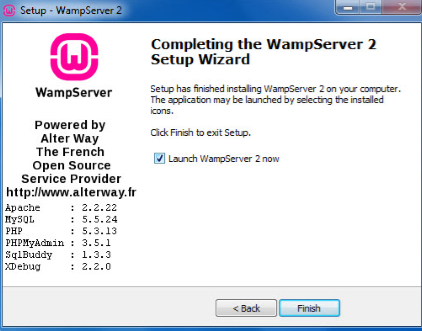 Setup - WampServer 2
WampServer
Powered by
Alter Way
The French
Open Source
Service Provider
http://www.alterway.fr
Apache : 2.2.22
MySQL : 5.5.24
PHP : 5.3.13
PHPMyAdmin : 3.5.1
SqlBuddy : 1.3.3
XDebug : 2.2.0
Completing the WampServer 2
Setup Wizard
Setup has finished installing WampServer 2 on your computer.
The application may be launched by selecting the installed
icons.
Click Finish to exit Setup.
Launch WampServer 2 now
< Back
Finish